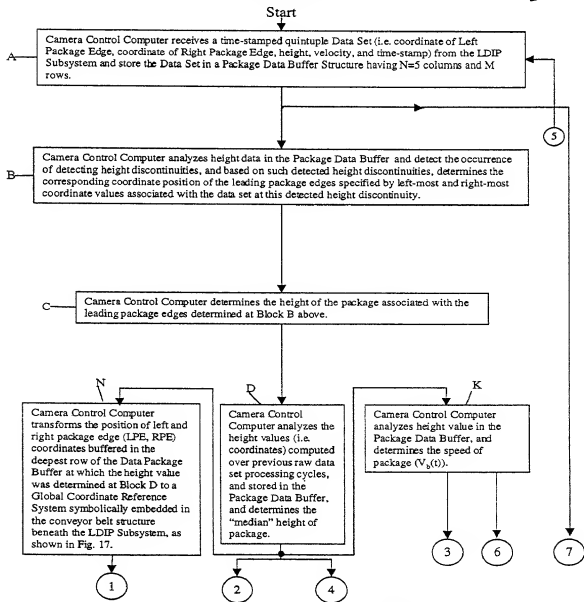 Start
A
Camera Control Computer receives a time-stamped quintuple Data Set (i.e. coordinate of Left
Package Edge, coordinate of Right Package Edge, height, velocity, and time-stamp) from the LDIP
Subsystem and store the Data Set in a Package Data Buffer Structure having N=5 columns and M
rows.
5
B
Camera Control Computer analyzes height data in the Package Data Buffer and detect the occurrence
of detecting height discontinuities, and based on such detected height discontinuities, determines the
corresponding coordinate position of the leading package edges specified by left-most and right-most
coordinate values associated with the data set at this detected height discontinuity.
C
Camera Control Computer determines the height of the package associated with the
leading package edges determined at Block B above.
N
Camera Control Computer
transforms the position of left and
right package edge (LPE, RPE)
coordinates buffered in the
deepest row of the Data Package
Buffer at which the height value
was determined at Block D to a
Global Coordinate Reference
System symbolically embedded in
the conveyor belt structure
beneath the LDIP Subsystem, as
shown in Fig. 17.
D
Camera Control
Computer analyzes the
height values (i.e.
coordinates) computed
over previous raw data
set processing cycles,
and stored in the
Package Data Buffer,
and determines the
"median" height of
package.
K
Camera Control Computer
analyzes height value in
the Package Data Buffer, and
determines the speed of
package (V_b(t)).
1
2
4
3
6
7